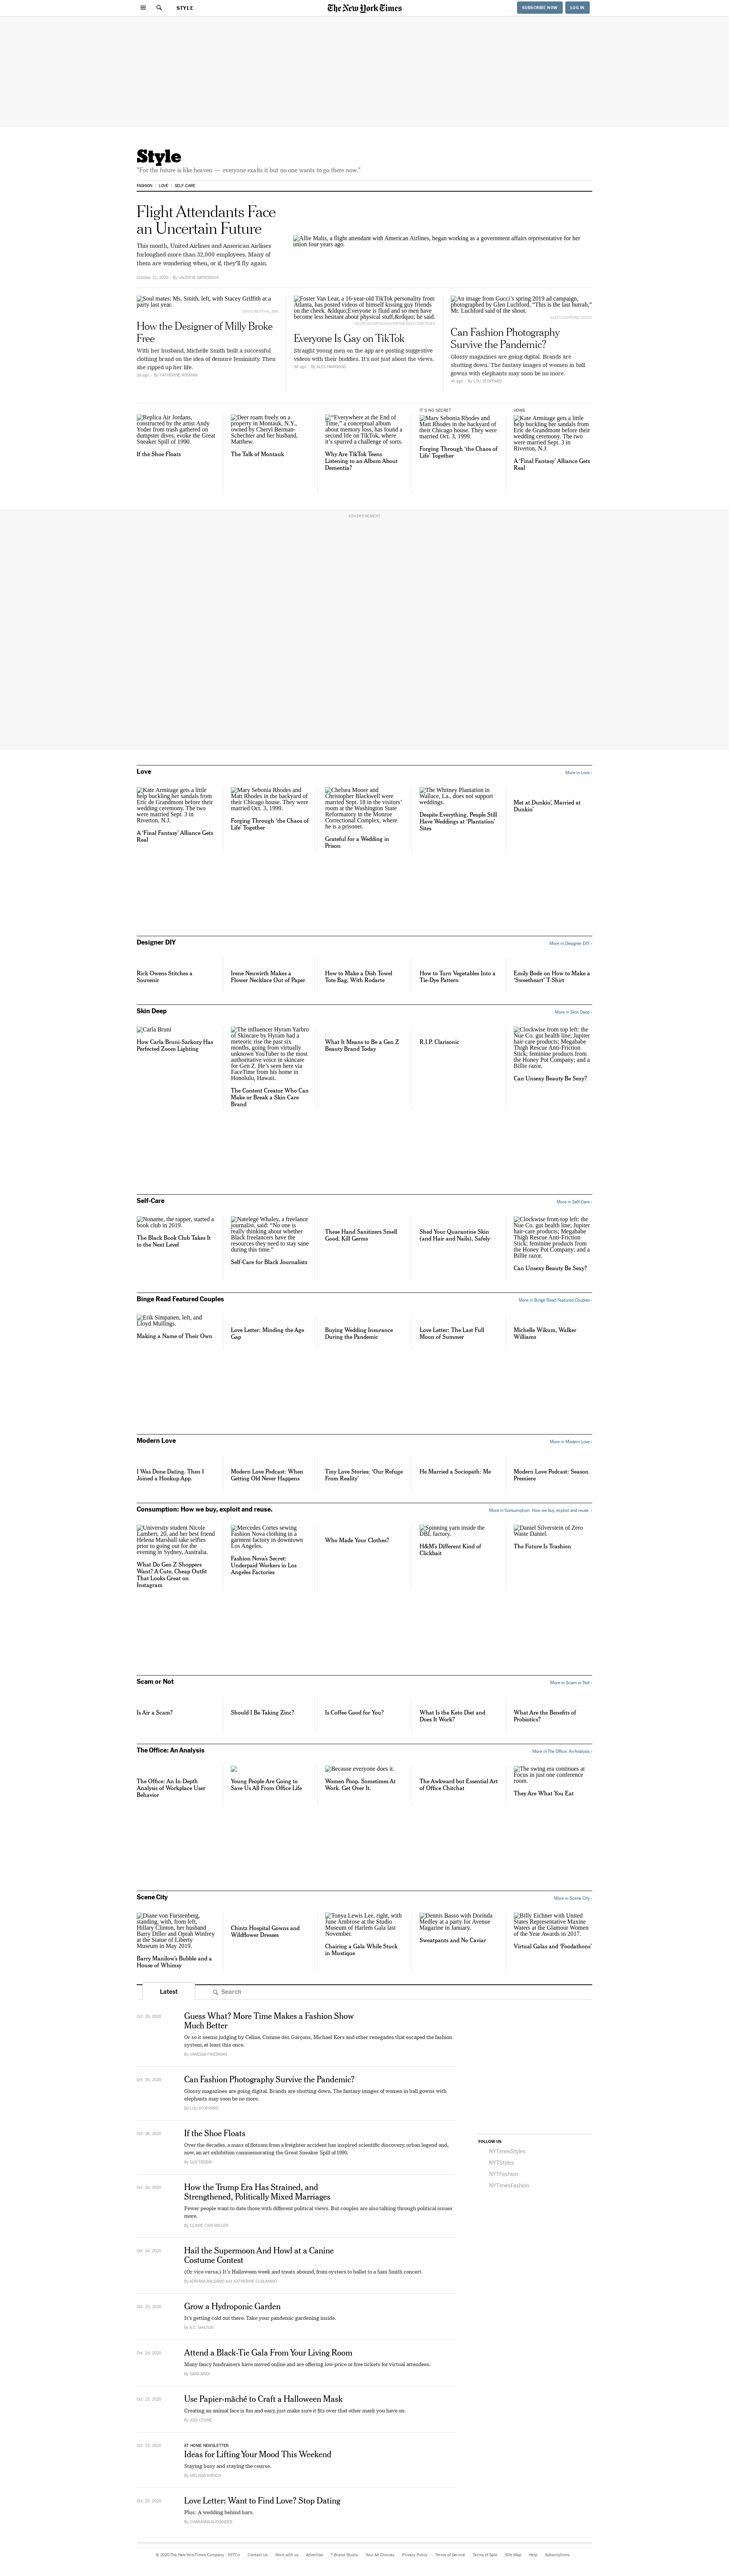 STYLE
The New York Times
SUBSCRIBE NOW
LOG IN
Style
"For the future is like heaven — everyone exalts it but no one wants to go there now."
FASHION
LOVE
SELF-CARE
Flight Attendants Face
an Uncertain Future
This month, United Airlines and American Airlines
furloughed more than 32,000 employees. Many of
them are wondering when, or if, they'll fly again.
October 21, 2020 · By VALERIYA SAFRONOVA
Allie Malis, a flight attendant with American Airlines, began working as a government affairs representative for her
union four years ago.
Soul mates: Ms. Smith, left, with Stacey Griffith at a
party last year.
How the Designer of Milly Broke
Free
With her husband, Michelle Smith built a successful
clothing brand on the idea of demure femininity. Then
she ripped up her life.
By KATHERINE ROSMAN
Foster Van Lear, a 16-year-old TikTok personality from
Atlanta, has posted videos of himself kissing guy friends
on the cheek. &ldquo;Everyone is fluid and so men have
become less hesitant about physical stuff,&rdquo; he said.
Everyone Is Gay on TikTok
Straight young men on the app are posting suggestive
videos with their buddies. It's not just about the views.
By ALEX HAWGOOD
An image from Gucci's spring 2019 ad campaign,
photographed by Glen Luchford. "This is the last hurrah,"
Mr. Luchford said of the shoot.
GLEN LUCHFORD/GUCCI
Can Fashion Photography
Survive the Pandemic?
Glossy magazines are going digital. Brands are
shutting down. The fantasy images of women in ball
gowns with elephants may soon be no more.
By LOU STOPPARD
Replica Air Jordans,
constructed by the artist Andy
Yoder from trash gathered on
dumpster dives, evoke the Great
Sneaker Spill of 1990.
If the Shoe Floats
Deer roam freely on a
property in Montauk, N.Y.,
owned by Cheryl Berman-
Schechter and her husband,
Matthew.
The Talk of Montauk
"Everywhere at the End of
Time," a conceptual album
about memory loss, has found a
second life on TikTok, where
it's spurred a challenge of sorts.
Why Are TikTok Teens
Listening to an Album About
Dementia?
IT'S NO SECRET
Mary Sebonia Rhodes and
Matt Rhodes in the backyard of
their Chicago house. They were
married Oct. 3, 1999.
Forging Through 'the Chaos of
Life' Together
VOWS
Kate Armitage gets a little
help buckling her sandals from
Eric de Grandmont before their
wedding ceremony. The two
were married Sept. 3 in
Riverton, N.J.
A 'Final Fantasy' Alliance Gets
Real
ADVERTISEMENT
Love
More in Love ›
Kate Armitage gets a little
help buckling her sandals from
Eric de Grandmont before their
wedding ceremony. The two
were married Sept. 3 in
Riverton, N.J.
A 'Final Fantasy' Alliance Gets
Real
Mary Sebonia Rhodes and
Matt Rhodes in the backyard of
their Chicago house. They were
married Oct. 3, 1999.
Forging Through 'the Chaos of
Life' Together
Chelsea Moore and
Christopher Blackwell were
married Sept. 18 in the visitors'
area at the Washington State
Reformatory in the Monroe
Correctional Complex, where
he is a prisoner.
Grateful for a Wedding in
Prison
The Whitney Plantation in
Wallace, La., does not support
weddings.
Despite Everything, People Still
Have Weddings at 'Plantation'
Sites
Met at Dunkin', Married at
Dunkin'
Designer DIY
More in Designer DIY ›
Rick Owens Stitches a
Souvenir
Irene Neuwirth Makes a
Flower Necklace Out of Paper
How to Make a Dish Towel
Tote Bag, With Rodarte
How to Turn Vegetables Into a
Tie-Dye Pattern
Emily Bode on How to Make a
'Sweetheart' T-Shirt
Skin Deep
More in Skin Deep ›
Carla Bruni
How Carla Bruni-Sarkozy Has
Perfected Zoom Lighting
The influencer Hyram Yarbro
of Skincare by Hyram had a
meteoric rise the past six
months, going from virtually
unknown YouTuber to the most
authoritative voice in skincare
for Gen Z. He's seen here via
FaceTime from his home in
Honolulu, Hawaii.
The Content Creator Who Can
Make or Break a Skin Care
Brand
What It Means to Be a Gen Z
Beauty Brand Today
R.I.P. Clarisonic
Clockwise from top left: the
Nue Co. gut health line; Jupiter
hair-care products; Megababe
Thigh Rescue Anti-Friction
Stick; feminine products from
the Honey Pot Company; and a
Billie razor.
Can Unsexy Beauty Be Sexy?
Self-Care
More in Self-Care ›
Noname, the rapper, started a
book club in 2019.
The Black Book Club Takes It
to the Next Level
Natelegé Whaley, a freelance
journalist, said: "No one is
really thinking about whether
Black freelancers have the
resources they need to stay sane
during this time."
Self-Care for Black Journalists
These Hand Sanitizers Smell
Good, Kill Germs
Shed Your Quarantine Skin
(and Hair and Nails), Safely
Clockwise from top left: the
Nue Co. gut health line; Jupiter
hair-care products; Megababe
Thigh Rescue Anti-Friction
Stick; feminine products from
the Honey Pot Company; and a
Billie razor.
Can Unsexy Beauty Be Sexy?
Binge Read Featured Couples
More in Binge Read Featured Couples ›
Erik Simpanen, left, and
Lloyd Mullings.
Making a Name of Their Own
Love Letter: Minding the Age
Gap
Buying Wedding Insurance
During the Pandemic
Love Letter: The Last Full
Moon of Summer
Michelle Wikum, Walker
Williams
Modern Love
More in Modern Love ›
I Was Done Dating. Then I
Joined a Hookup App.
Modern Love Podcast: When
Getting Old Never Happens
Tiny Love Stories: 'Our Refuge
From Reality'
He Married a Sociopath: Me
Modern Love Podcast: Season
Premiere
Consumption: How we buy, exploit and reuse.
More in Consumption: How we buy, exploit and reuse. ›
University student Nicole
Lambert, 20, and her best friend
Helena Marshall take selfies
prior to going out for the
evening in Sydney, Australia.
What Do Gen Z Shoppers
Want? A Cute, Cheap Outfit
That Looks Great on
Instagram
Mercedes Cortes sewing
Fashion Nova clothing in a
garment factory in downtown
Los Angeles.
Fashion Nova's Secret:
Underpaid Workers in Los
Angeles Factories
Who Made Your Clothes?
Spinning yarn inside the
DBL factory.
H&M's Different Kind of
Clickbait
Daniel Silverstein of Zero
Waste Daniel.
The Future Is Trashion
Scam or Not
More in Scam or Not ›
Is Air a Scam?
Should I Be Taking Zinc?
Is Coffee Good for You?
What Is the Keto Diet and
Does It Work?
What Are the Benefits of
Probiotics?
The Office: An Analysis
More in The Office: An Analysis ›
The Office: An In-Depth
Analysis of Workplace User
Behavior
Young People Are Going to
Save Us All From Office Life
Because everyone does it.
Women Poop. Sometimes At
Work. Get Over It.
The Awkward but Essential Art
of Office Chitchat
The swing era continues at
Focus in just one conference
room.
They Are What You Eat
Scene City
More in Scene City ›
Diane von Furstenberg,
standing, with, from left,
Hillary Clinton, her husband
Barry Diller and Oprah Winfrey
at the Statue of Liberty
Museum in May 2019.
Barry Manilow's Bubble and a
House of Whimsy
Chintz Hospital Gowns and
Wildflower Dresses
Tonya Lewis Lee, right, with
June Ambrose at the Studio
Museum of Harlem Gala last
November.
Chairing a Gala While Stuck
in Mustique
Dennis Basso with Dorinda
Medley at a party for Avenue
Magazine in January.
Sweatpants and No Caviar
Billy Eichner with United
States Representative Maxine
Waters at the Glamour Women
of the Year Awards in 2017.
Virtual Galas and 'Foodathons'
Latest
Search
Oct. 26, 2020
Guess What? More Time Makes a Fashion Show
Much Better
Or so it seems judging by Celine, Comme des Garçons, Michael Kors and other renegades that escaped the fashion
system, at least this once.
By VANESSA FRIEDMAN
Oct. 26, 2020
Can Fashion Photography Survive the Pandemic?
Glossy magazines are going digital. Brands are shutting down. The fantasy images of women in ball gowns with
elephants may soon be no more.
By LOU STOPPARD
Oct. 26, 2020
If the Shoe Floats
Over the decades, a mass of flotsam from a freighter accident has inspired scientific discovery, urban legend and,
now, an art exhibition commemorating the Great Sneaker Spill of 1990.
By GUY TREBAY
How the Trump Era Has Strained, and
Strengthened, Politically Mixed Marriages
Fewer people want to date those with different political views. But couples are also talking through political issues
more.
By CLAIRE CAIN MILLER
Hail the Supermoon And Howl at a Canine
Costume Contest
(Or vice versa.) It's Halloween week and treats abound, from oysters to ballet to a Sam Smith concert.
By ADRIANA BALSAMO and KATHERINE CUSUMANO
Grow a Hydroponic Garden
It's getting cold out there. Take your pandemic gardening inside.
By A.C. SHILTON
Oct. 24, 2020
Attend a Black-Tie Gala From Your Living Room
Many fancy fundraisers have moved online and are offering low-price or free tickets for virtual attendees.
By SARA ARIDI
Oct. 23, 2020
Use Papier-mâché to Craft a Halloween Mask
Creating an animal face is fun and easy, just make sure it fits over that other mask you have on.
By JODI LEVINE
Oct. 23, 2020
AT HOME NEWSLETTER
Ideas for Lifting Your Mood This Weekend
Staying busy and staying the course.
By MELISSA KIRSCH
Oct. 23, 2020
Love Letter: Want to Find Love? Stop Dating
Plus: A wedding behind bars.
By CHARANNA ALEXANDER
FOLLOW US
NYTimesStyles
NYTStyles
NYTFashion
NYTimesFashion
© 2020 The New York Times Company
NYTCo
Contact Us
Work with us
Advertise
T Brand Studio
Your Ad Choices
Privacy Policy
Terms of Service
Terms of Sale
Site Map
Help
Subscriptions